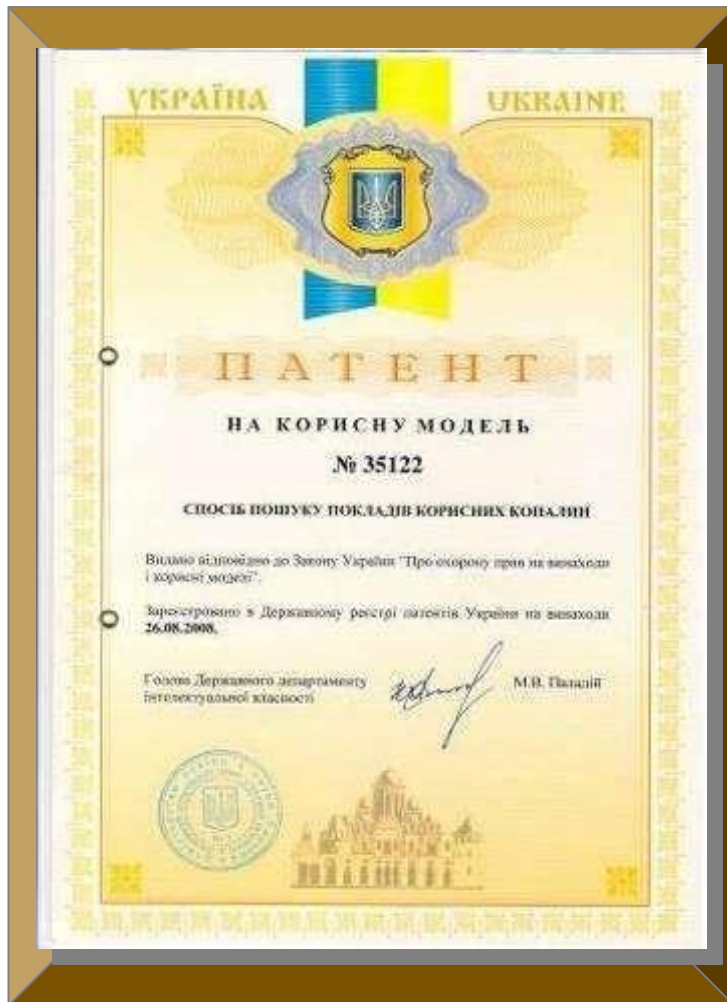 УКРАЇНА
UKRAINE
ПАТЕНТ
НА КОРИСНУ МОДЕЛЬ
№ 35122
СПОСІБ ПОШУКУ ПОКЛАДІВ КОРИСНИХ КОПАЛИН
Видано відповідно до Закону України "Про охорону прав на винаходи
і корисні моделі".
Зареєстровано в Державному реєстрі патентів України на винаходи
26.08.2008.
Голова Державного департаменту
інтелектуальної власності
М.В. Паладій